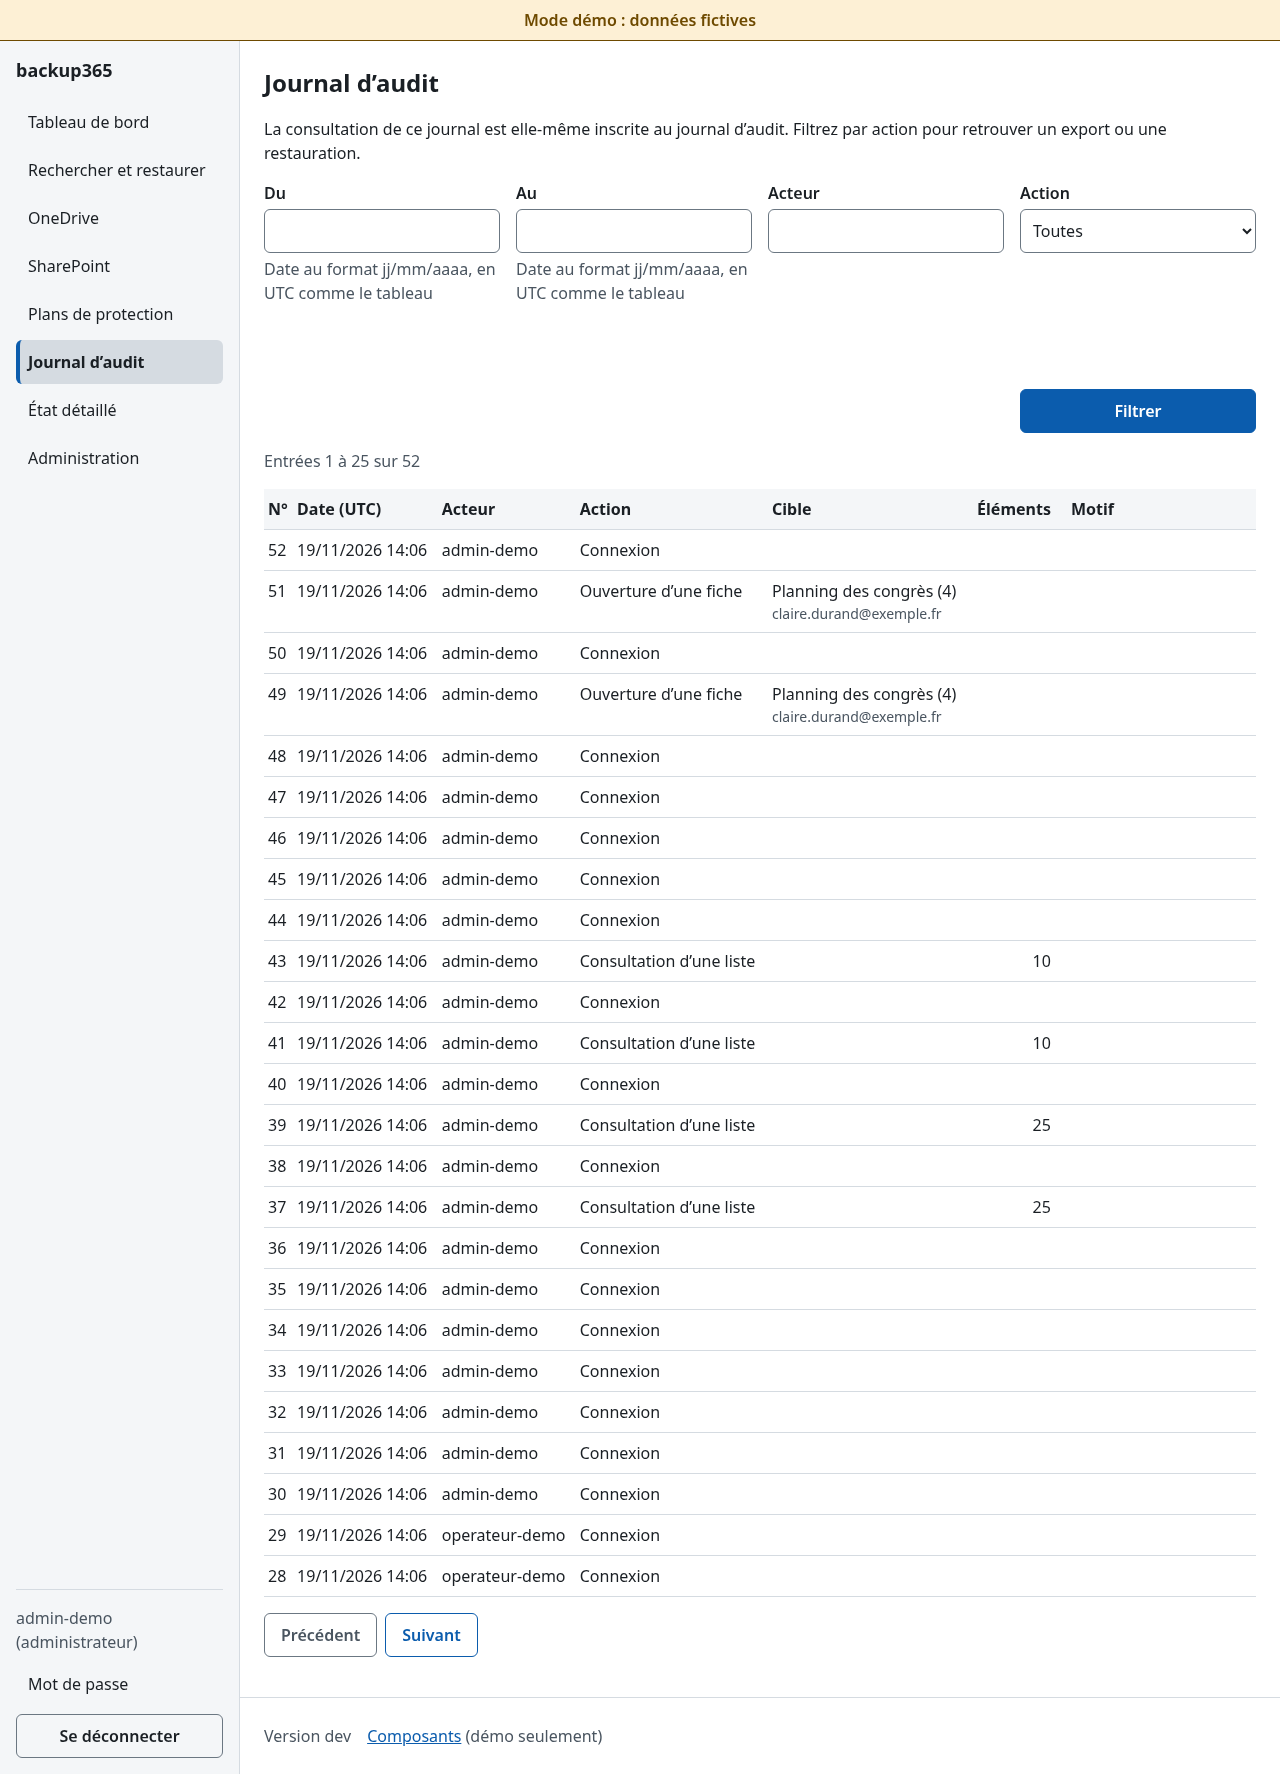 Mode démo : données fictives
backup365
Tableau de bord
Rechercher et restaurer
OneDrive
SharePoint
Plans de protection
Journal d’audit
État détaillé
Administration
admin-demo
(administrateur)
Mot de passe
Se déconnecter
Journal d’audit
La consultation de ce journal est elle-même inscrite au journal d’audit. Filtrez par action pour retrouver un export ou une
restauration.
Du
Date au format jj/mm/aaaa, en
UTC comme le tableau
Au
Date au format jj/mm/aaaa, en
UTC comme le tableau
Acteur
Action
Toutes
Filtrer
Entrées 1 à 25 sur 52
N° Date (UTC) Acteur Action Cible Éléments Motif
52 19/11/2026 14:06 admin-demo Connexion
51 19/11/2026 14:06 admin-demo Ouverture d’une fiche Planning des congrès (4)
claire.durand@exemple.fr
50 19/11/2026 14:06 admin-demo Connexion
49 19/11/2026 14:06 admin-demo Ouverture d’une fiche Planning des congrès (4)
claire.durand@exemple.fr
48 19/11/2026 14:06 admin-demo Connexion
47 19/11/2026 14:06 admin-demo Connexion
46 19/11/2026 14:06 admin-demo Connexion
45 19/11/2026 14:06 admin-demo Connexion
44 19/11/2026 14:06 admin-demo Connexion
43 19/11/2026 14:06 admin-demo Consultation d’une liste 10
42 19/11/2026 14:06 admin-demo Connexion
41 19/11/2026 14:06 admin-demo Consultation d’une liste 10
40 19/11/2026 14:06 admin-demo Connexion
39 19/11/2026 14:06 admin-demo Consultation d’une liste 25
38 19/11/2026 14:06 admin-demo Connexion
37 19/11/2026 14:06 admin-demo Consultation d’une liste 25
36 19/11/2026 14:06 admin-demo Connexion
35 19/11/2026 14:06 admin-demo Connexion
34 19/11/2026 14:06 admin-demo Connexion
33 19/11/2026 14:06 admin-demo Connexion
32 19/11/2026 14:06 admin-demo Connexion
31 19/11/2026 14:06 admin-demo Connexion
30 19/11/2026 14:06 admin-demo Connexion
29 19/11/2026 14:06 operateur-demo Connexion
28 19/11/2026 14:06 operateur-demo Connexion
Précédent Suivant
Version dev Composants (démo seulement)